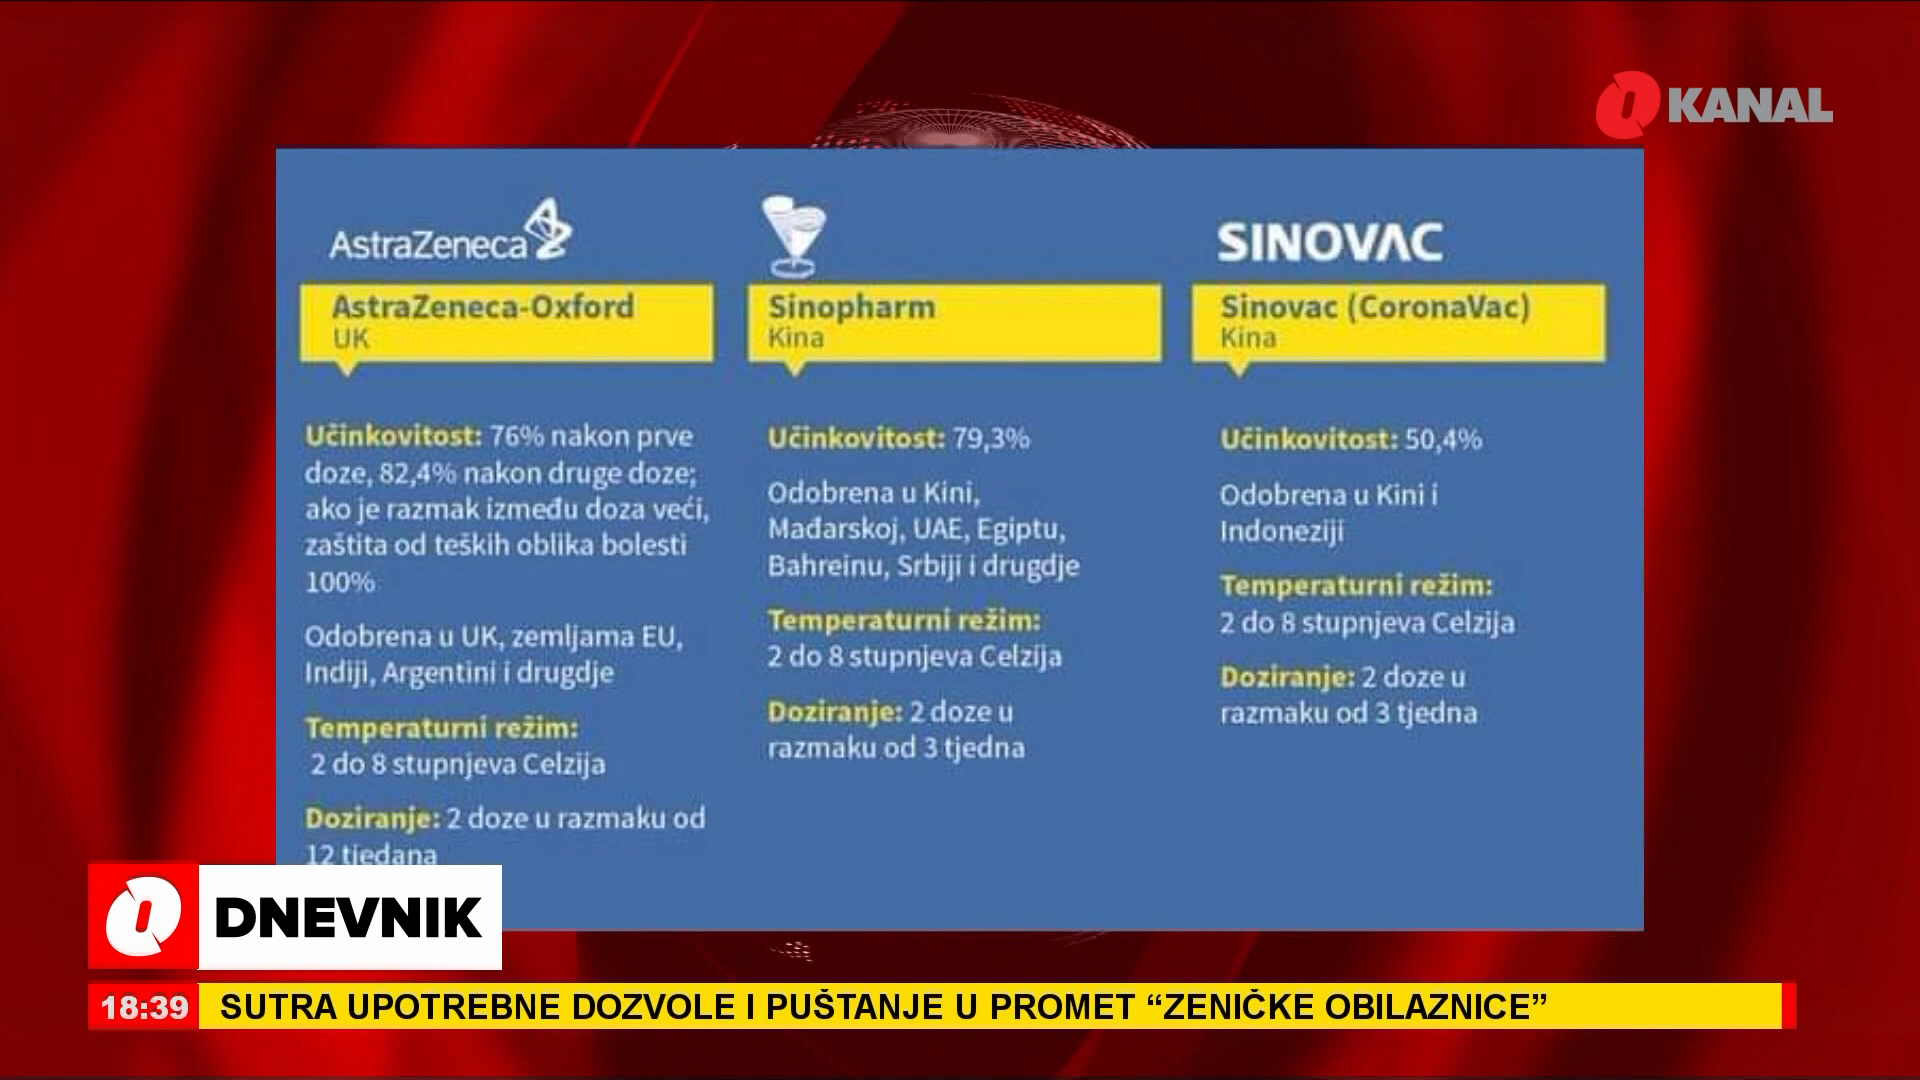 KANAL
AstraZeneca
SINOVAC
AstraZeneca-Oxford
UK
Učinkovitost: 76% nakon prve
doze, 82,4% nakon druge doze;
ako je razmak između doza veći,
zaštita od teških oblika bolesti
100%
Odobrena u UK, zemljama EU,
Indiji, Argentini i drugdje
Temperaturni režim:
2 do 8 stupnjeva Celzija
Doziranje: 2 doze u razmaku od
12 tjedana
Sinopharm
Kina
Učinkovitost: 79,3%
Odobrena u Kini,
Mađarskoj, UAE, Egiptu,
Bahreinu, Srbiji i drugdje
Temperaturni režim:
2 do 8 stupnjeva Celzija
Doziranje: 2 doze u
razmaku od 3 tjedna
Sinovac (CoronaVac)
Kina
Učinkovitost: 50,4%
Odobrena u Kini i
Indoneziji
Temperaturni režim:
2 do 8 stupnjeva Celzija
Doziranje: 2 doze u
razmaku od 3 tjedna
DNEVNIK
18:39 SUTRA UPOTREBNE DOZVOLE I PUŠTANJE U PROMET “ZENIČKE OBILAZNICE”